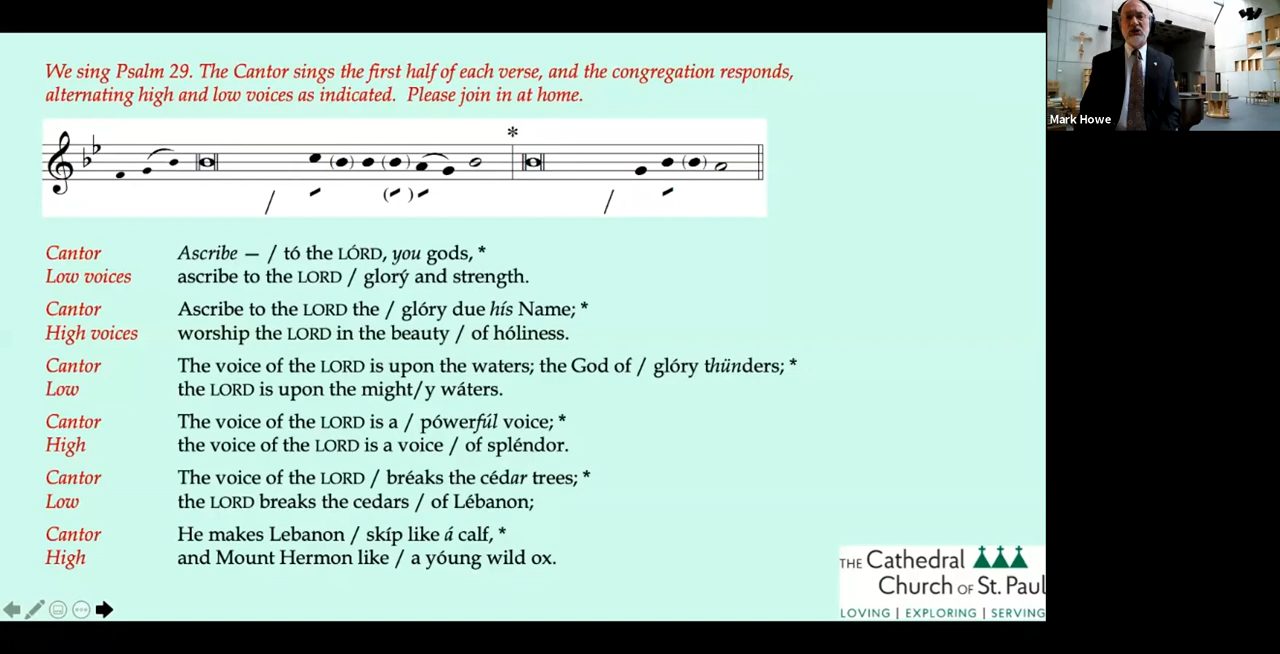 We sing Psalm 29. The Cantor sings the first half of each verse, and the congregation responds,
alternating high and low voices as indicated. Please join in at home.
*
Cantor Ascribe — / tó the LÓRD, you gods, *
Low voices ascribe to the LORD / glorý and strength.
Cantor Ascribe to the LORD the / glóry due hís Name; *
High voices worship the LORD in the beauty / of hóliness.
Cantor The voice of the LORD is upon the waters; the God of / glóry thünders; *
Low the LORD is upon the might/y wáters.
Cantor The voice of the LORD is a / pówerfúl voice; *
High the voice of the LORD is a voice / of spléndor.
Cantor The voice of the LORD / bréaks the cédar trees; *
Low the LORD breaks the cedars / of Lébanon;
Cantor He makes Lebanon / skíp like á calf, *
High and Mount Hermon like / a yóung wild ox.
THE Cathedral
Church OF St. Paul
LOVING | EXPLORING | SERVING
Mark Howe